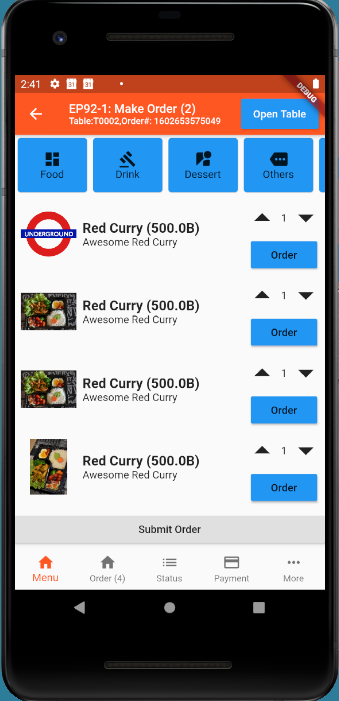 2:41
31
31
DEBUG
EP92-1: Make Order (2)
Table:T0002,Order#: 1602653575049
Open Table
Food
Drink
Dessert
Others
UNDERGROUND
Red Curry (500.0B)
Awesome Red Curry
1
Order
Red Curry (500.0B)
Awesome Red Curry
1
Order
Red Curry (500.0B)
Awesome Red Curry
1
Order
Red Curry (500.0B)
Awesome Red Curry
1
Order
Submit Order
Menu
Order (4)
Status
Payment
More